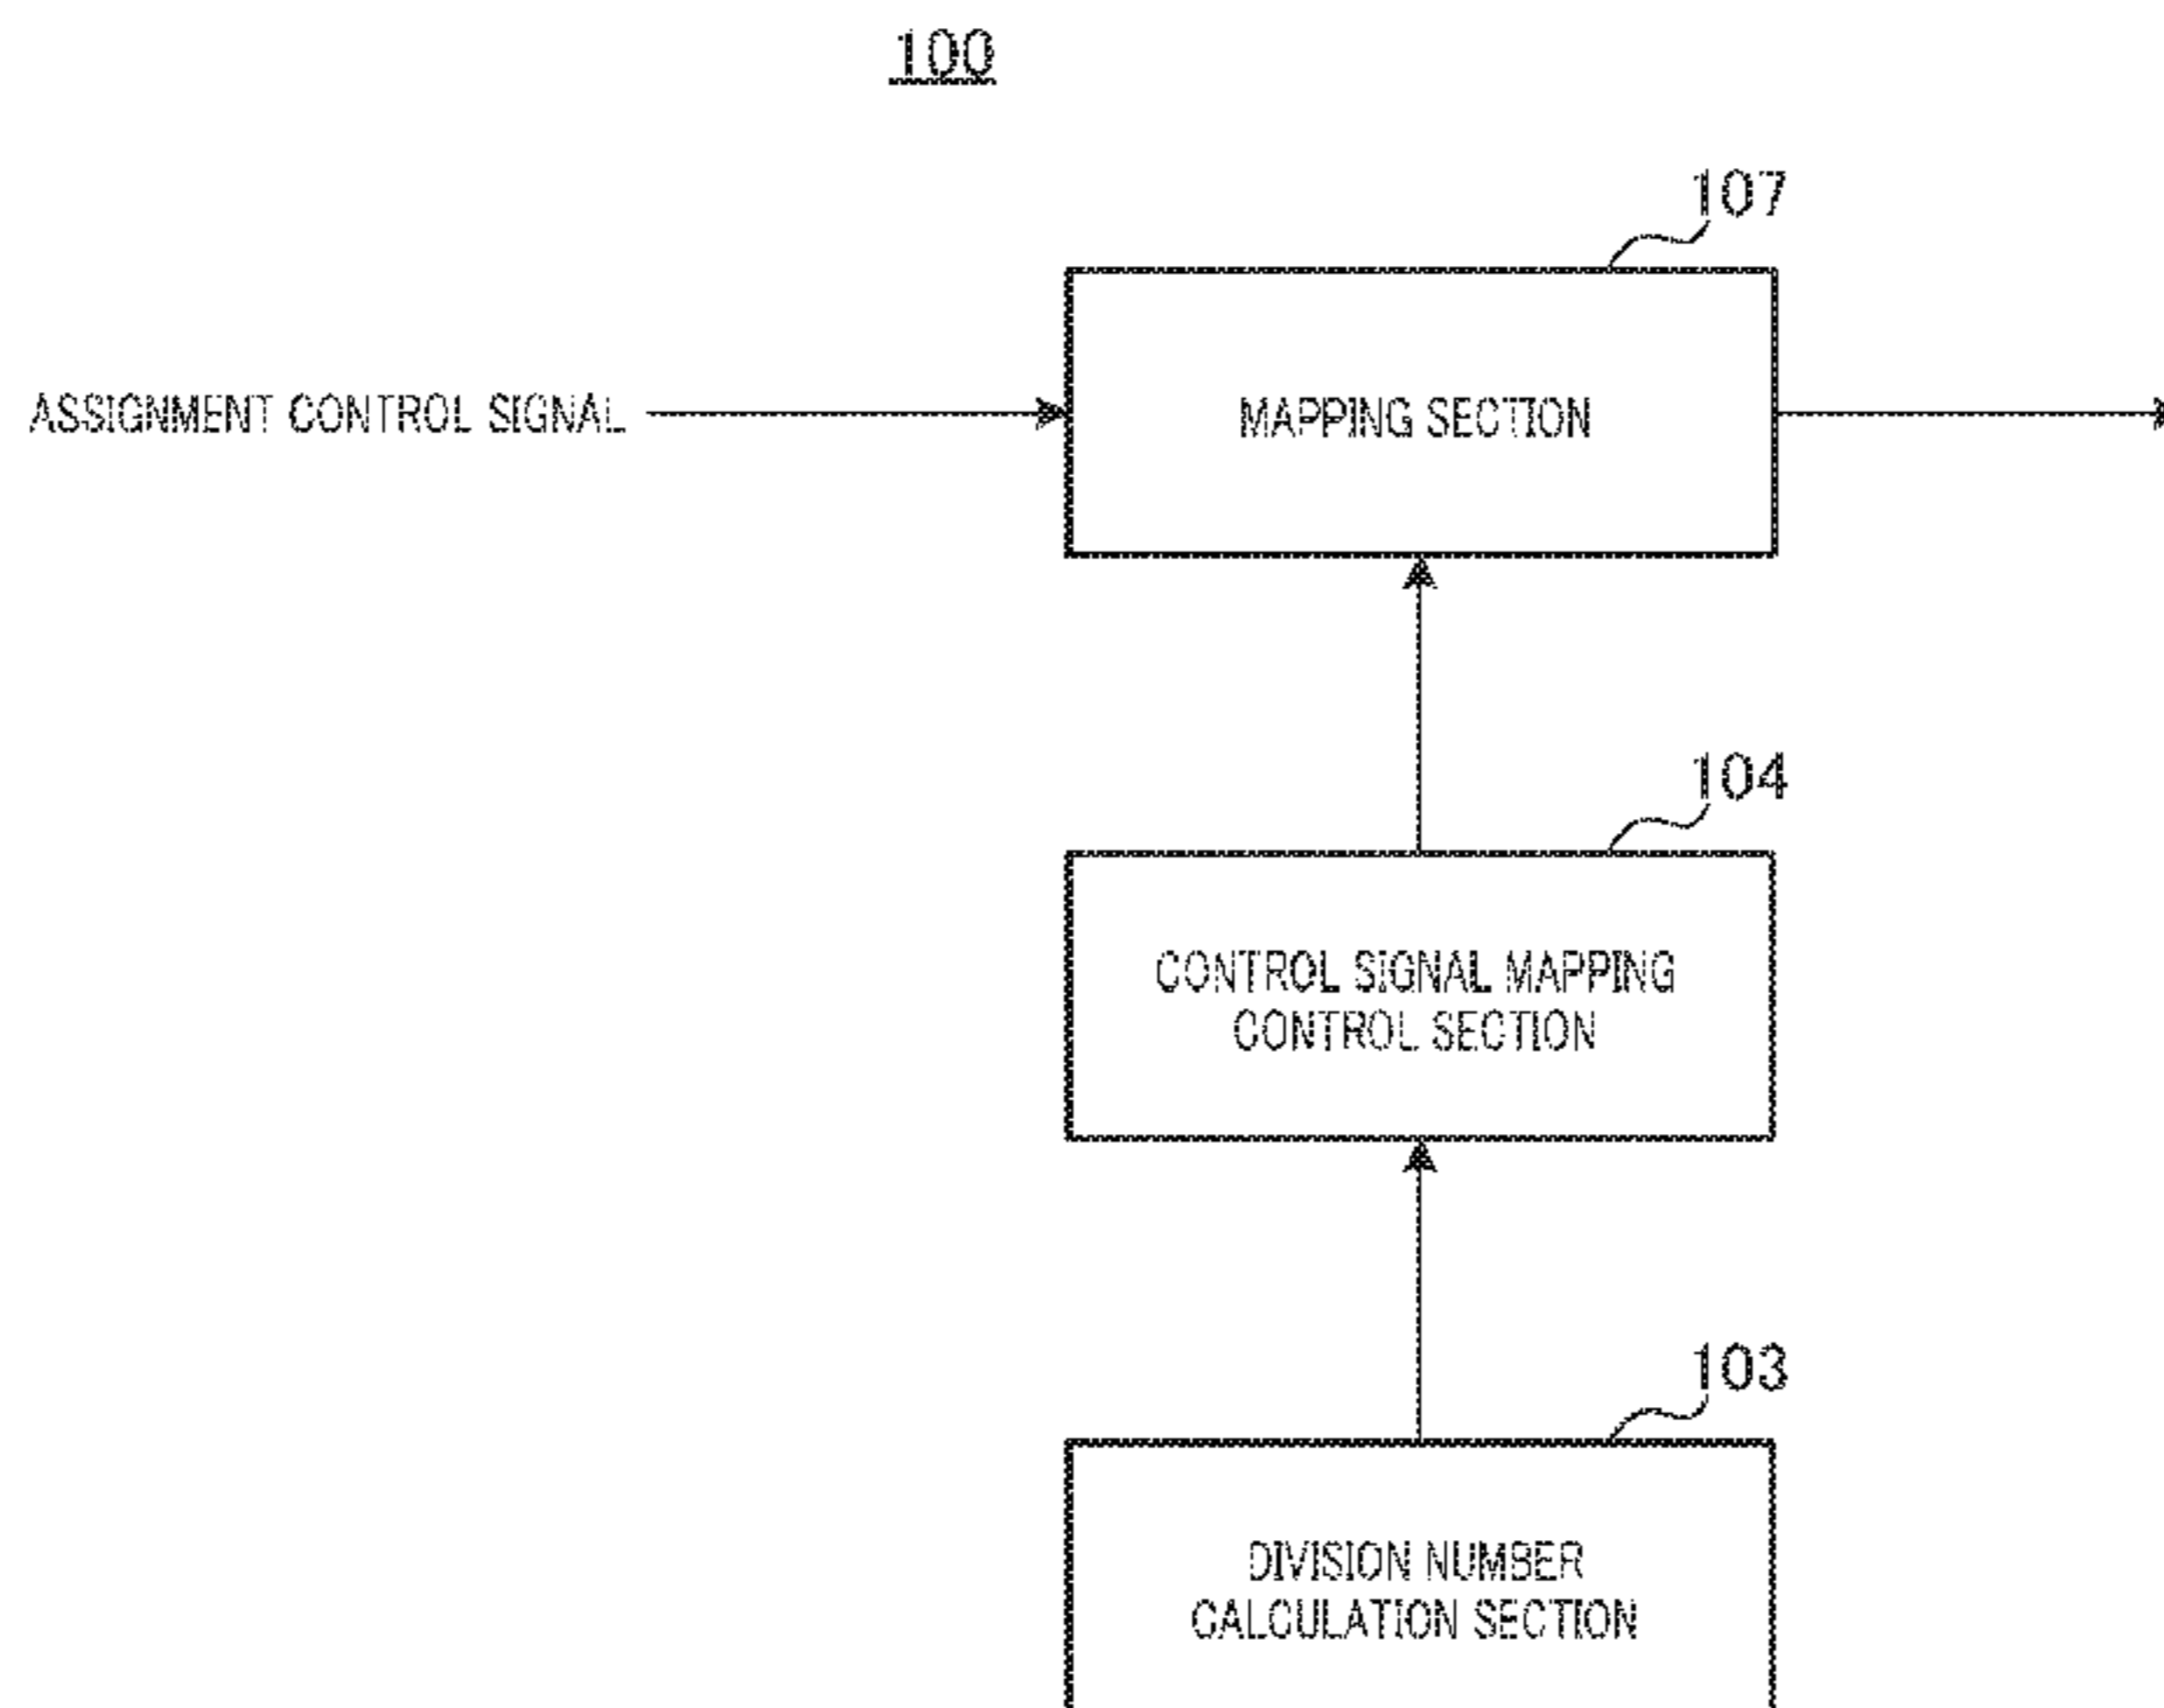 100
107
ASSIGNMENT CONTROL SIGNAL
MAPPING SECTION
104
CONTROL SIGNAL MAPPING
CONTROL SECTION
103
DIVISION NUMBER
CALCULATION SECTION